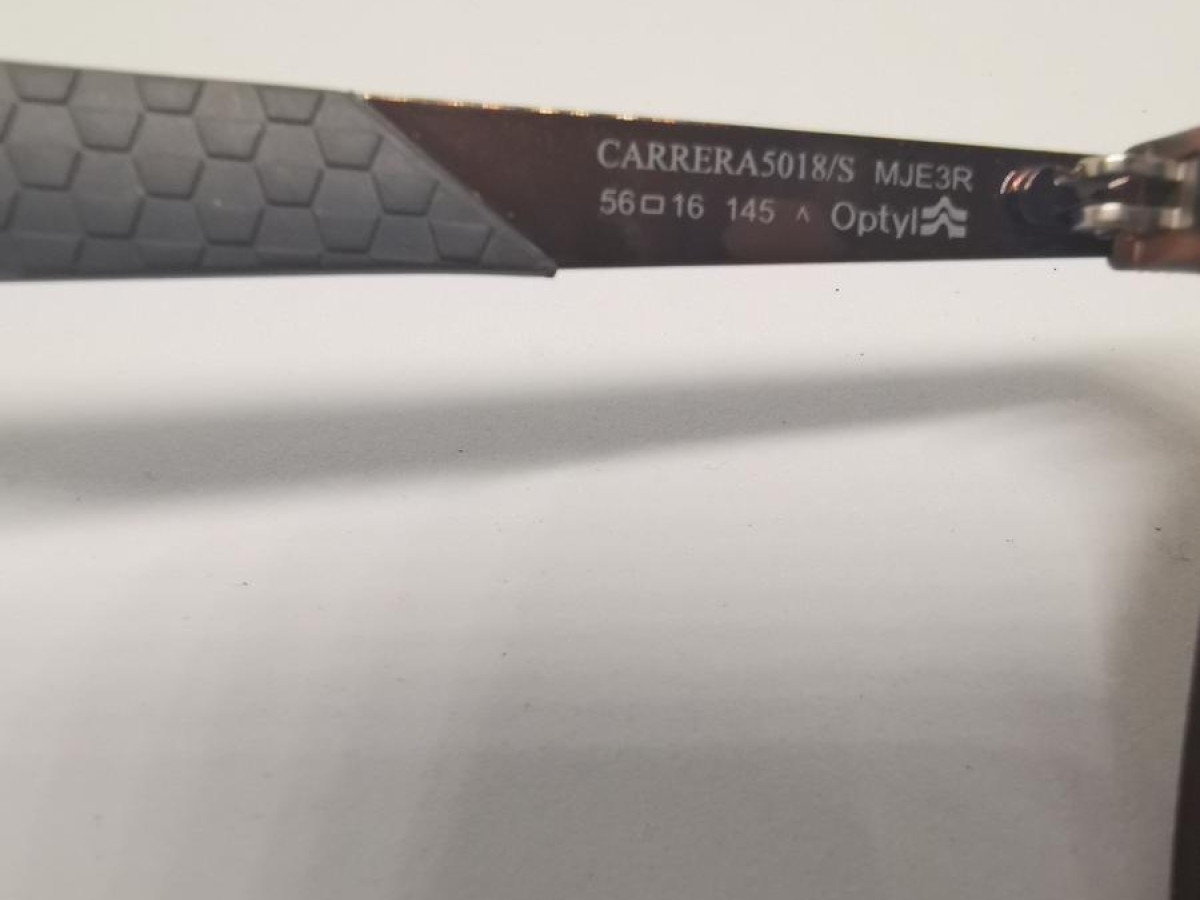 CARRERA5018/S MJE3R
56□16 145 ^ Optyl